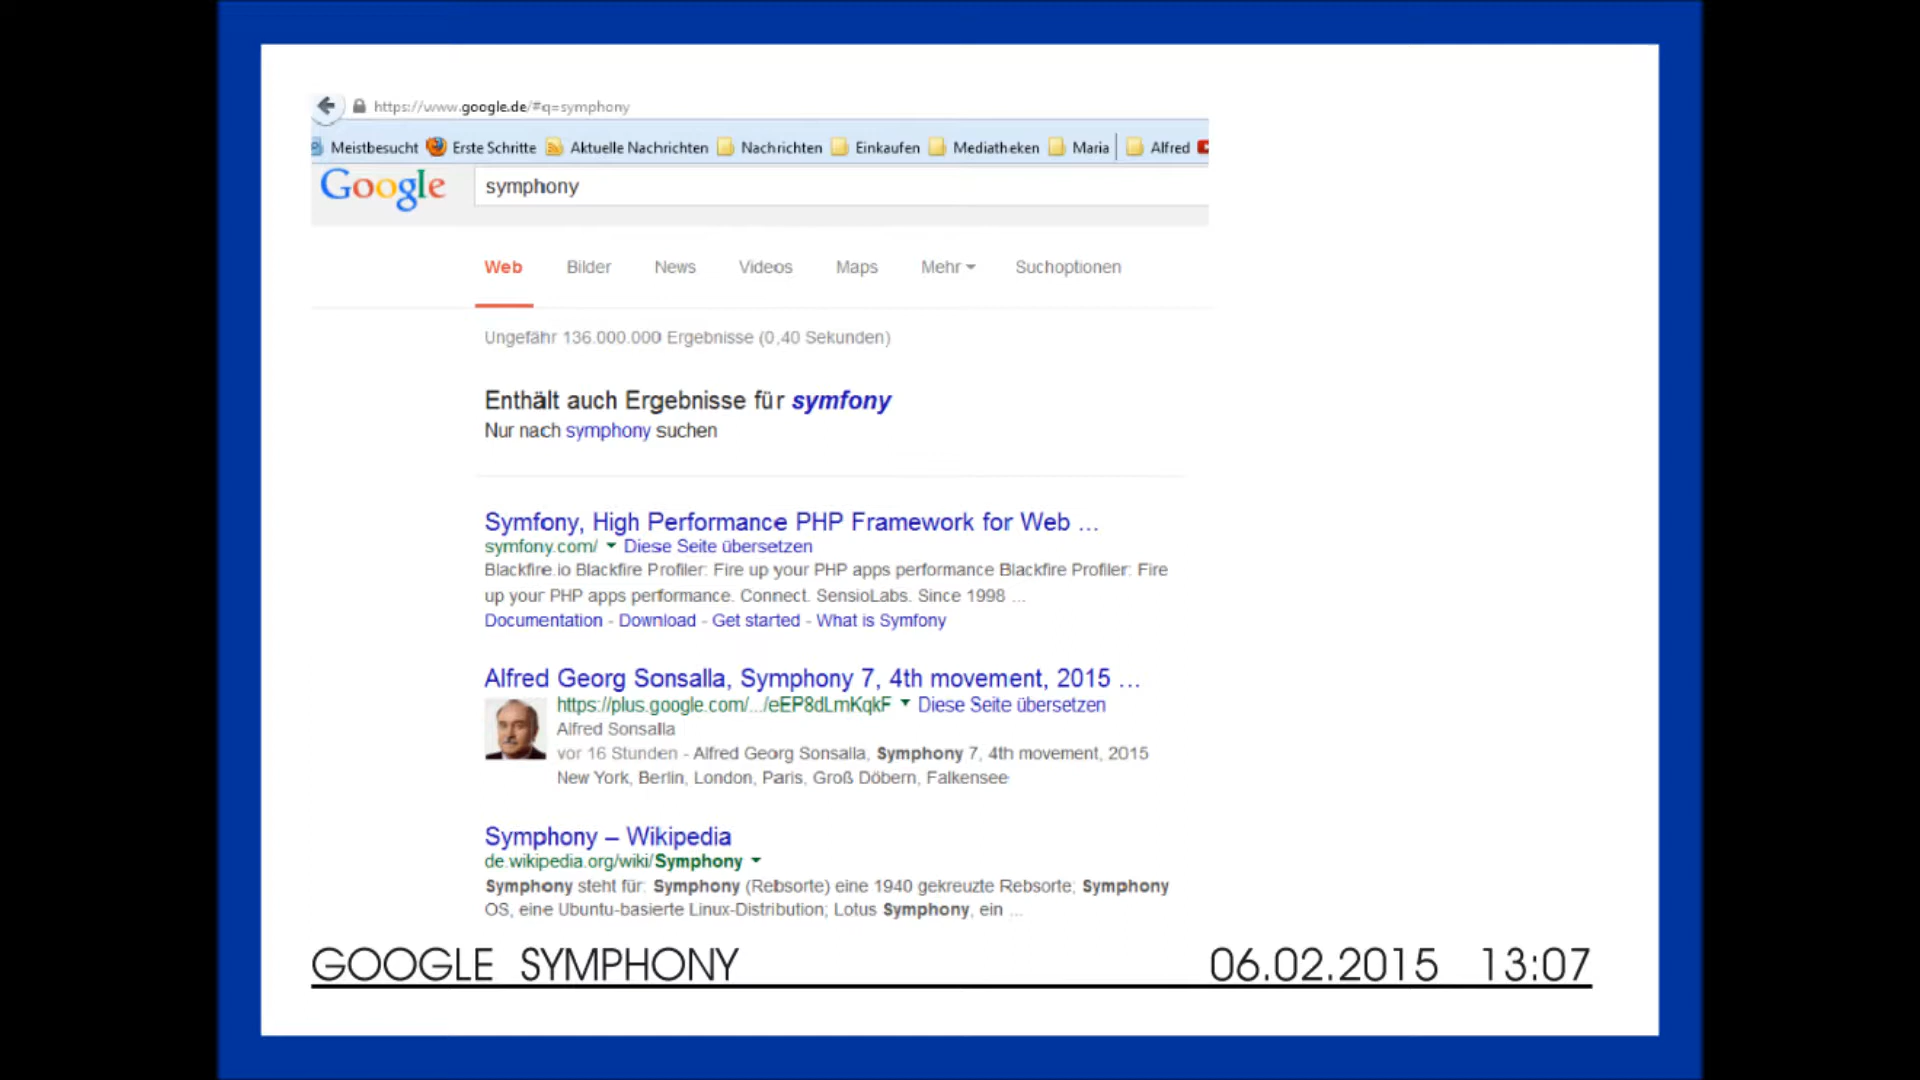 https://www.google.de/#q=symphony
Meistbesucht Erste Schritte Aktuelle Nachrichten Nachrichten Einkaufen Mediatheken Maria Alfred
Google symphony
Web Bilder News Videos Maps Mehr Suchoptionen
Ungefähr 136.000.000 Ergebnisse (0,40 Sekunden)
Enthält auch Ergebnisse für symfony
Nur nach symphony suchen
Symfony, High Performance PHP Framework for Web ...
symfony.com/ Diese Seite übersetzen
Blackfire.io Blackfire Profiler: Fire up your PHP apps performance Blackfire Profiler: Fire
up your PHP apps performance. Connect. SensioLabs. Since 1998 ...
Documentation - Download - Get started - What is Symfony
Alfred Georg Sonsalla, Symphony 7, 4th movement, 2015 ...
https://plus.google.com/.../eEP8dLmKqkF Diese Seite übersetzen
Alfred Sonsalla
vor 16 Stunden - Alfred Georg Sonsalla, Symphony 7, 4th movement, 2015
New York, Berlin, London, Paris, Groß Döbern, Falkensee
Symphony – Wikipedia
de.wikipedia.org/wiki/Symphony
Symphony steht für: Symphony (Rebsorte) eine 1940 gekreuzte Rebsorte; Symphony
OS, eine Ubuntu-basierte Linux-Distribution; Lotus Symphony, ein ...
GOOGLE SYMPHONY 06.02.2015 13:07